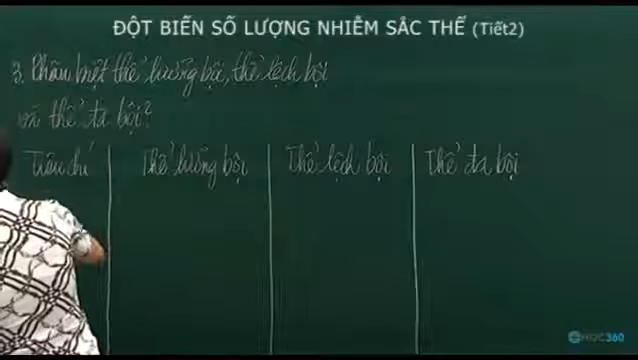 ĐỘT BIẾN SỐ LƯỢNG NHIỄM SẮC THỂ (Tiết2)
3. Phân biệt thể lưỡng bội, thể lệch bội
và thể đa bội?
Tiêu chí Thể lưỡng bội Thể lệch bội Thể đa bội
HỌC360